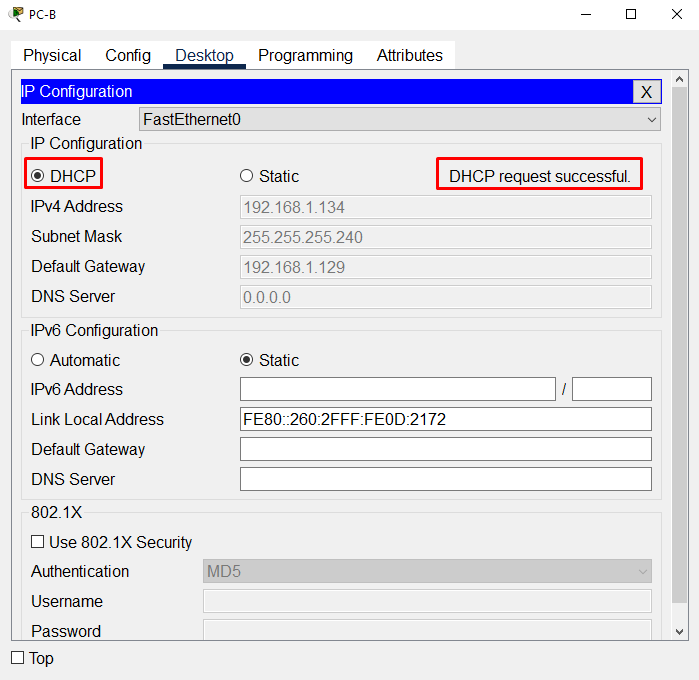 PC-B
Physical Config Desktop Programming Attributes
IP Configuration X
Interface FastEthernet0
IP Configuration
DHCP Static DHCP request successful.
IPv4 Address 192.168.1.134
Subnet Mask 255.255.255.240
Default Gateway 192.168.1.129
DNS Server 0.0.0.0
IPv6 Configuration
Automatic Static
IPv6 Address /
Link Local Address FE80::260:2FFF:FE0D:2172
Default Gateway
DNS Server
802.1X
Use 802.1X Security
Authentication MD5
Username
Password
Top